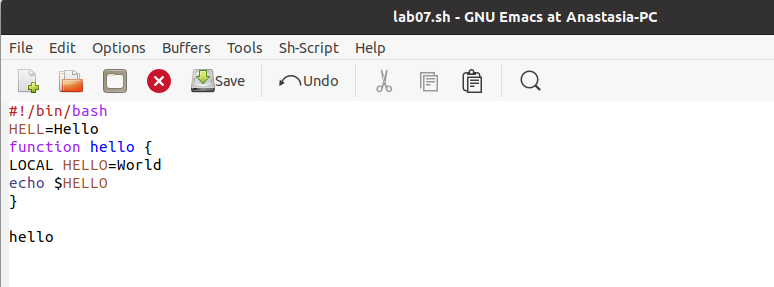 lab07.sh - GNU Emacs at Anastasia-PC
File Edit Options Buffers Tools Sh-Script Help
Save Undo
#!/bin/bash
HELL=Hello
function hello {
LOCAL HELLO=World
echo $HELLO
}
hello